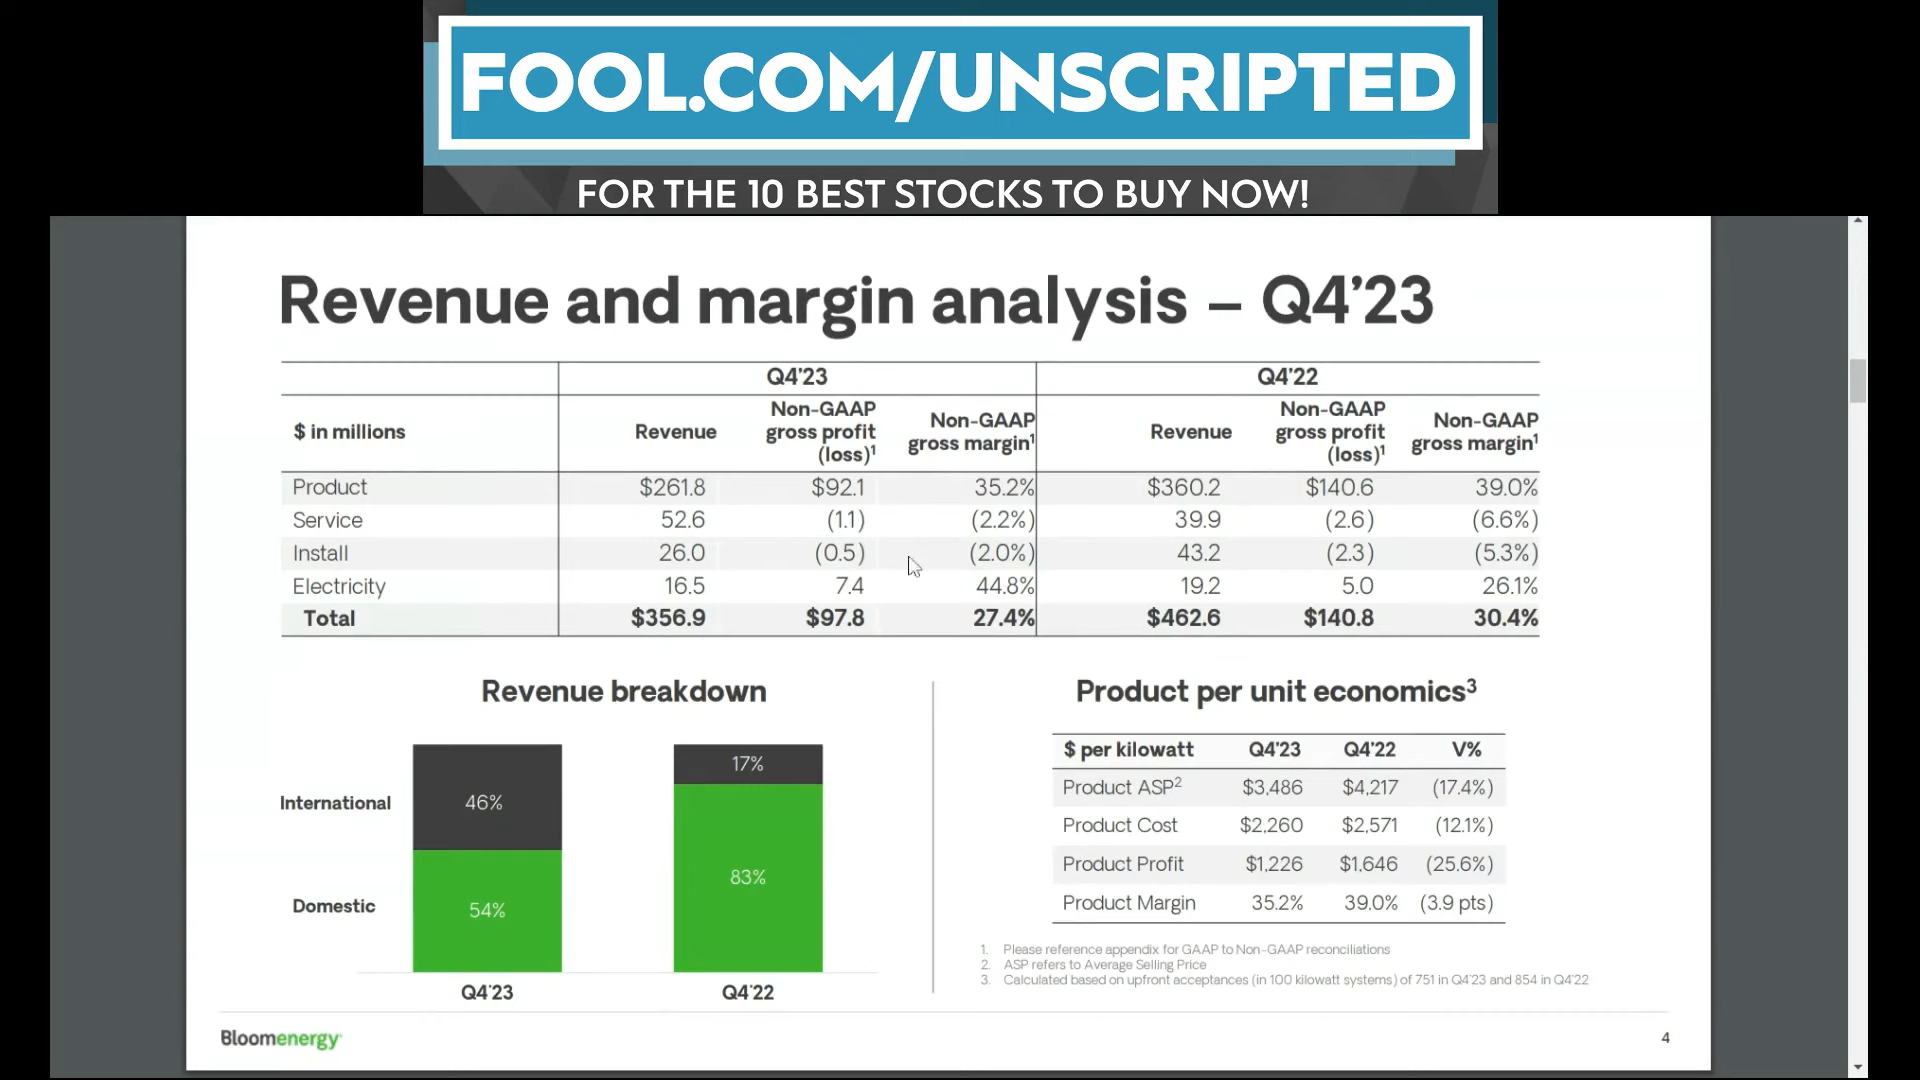 FOOL.COM/UNSCRIPTED
FOR THE 10 BEST STOCKS TO BUY NOW!
Revenue and margin analysis – Q4’23
Q4’23 Q4’22
$ in millions Revenue Non-GAAP gross profit (loss)¹ Non-GAAP gross margin¹ Revenue Non-GAAP gross profit (loss)¹ Non-GAAP gross margin¹
Product $261.8 $92.1 35.2% $360.2 $140.6 39.0%
Service 52.6 (1.1) (2.2%) 39.9 (2.6) (6.6%)
Install 26.0 (0.5) (2.0%) 43.2 (2.3) (5.3%)
Electricity 16.5 7.4 44.8% 19.2 5.0 26.1%
Total $356.9 $97.8 27.4% $462.6 $140.8 30.4%
Revenue breakdown
International 46% 17%
Domestic 54% 83%
Q4'23 Q4'22
Product per unit economics³
$ per kilowatt Q4'23 Q4'22 V%
Product ASP² $3,486 $4,217 (17.4%)
Product Cost $2,260 $2,571 (12.1%)
Product Profit $1,226 $1,646 (25.6%)
Product Margin 35.2% 39.0% (3.9 pts)
1. Please reference appendix for GAAP to Non-GAAP reconciliations
2. ASP refers to Average Selling Price
3. Calculated based on upfront acceptances (in 100 kilowatt systems) of 751 in Q4'23 and 854 in Q4'22
Bloomenergy
4